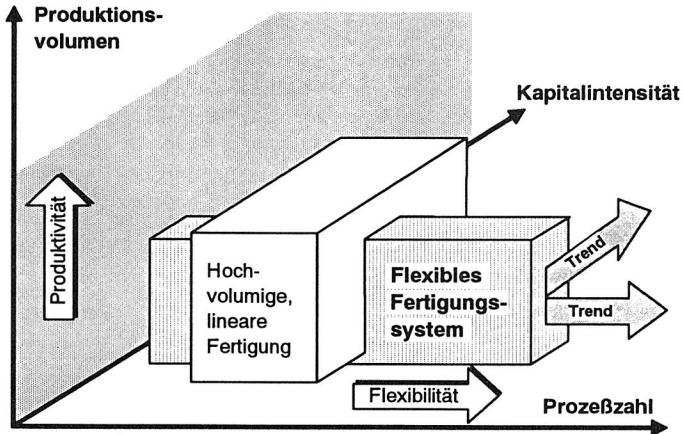 Produktions-
volumen
Kapitalintensität
Produktivität
Hoch-
volumige,
lineare
Fertigung
Flexibles
Fertigungs-
system
Trend
Trend
Flexibilität
Prozeßzahl